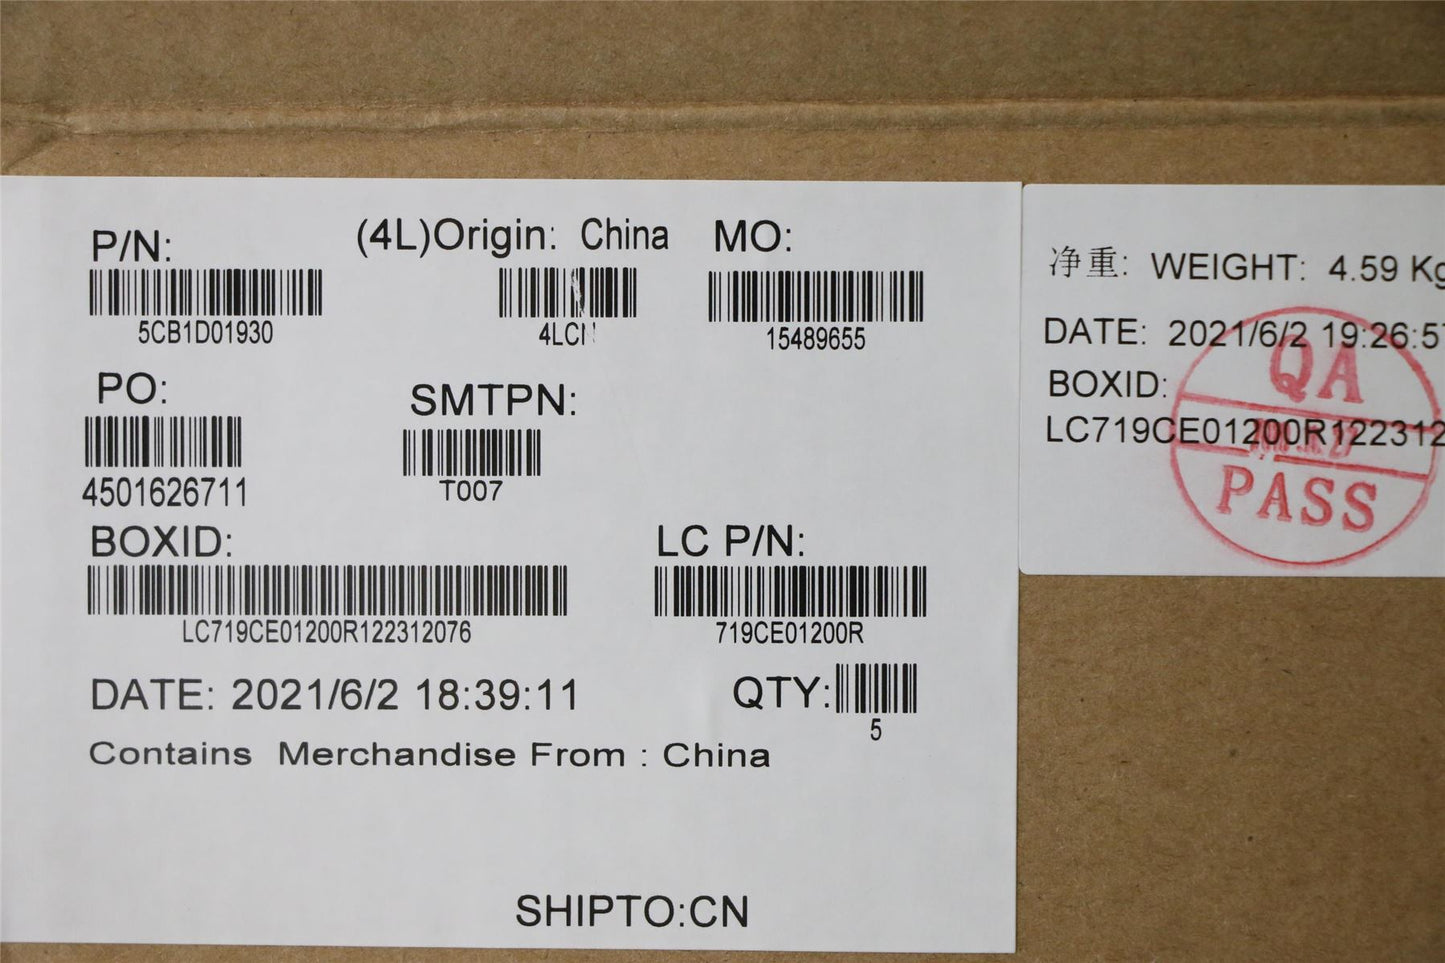 P/N:
5CB1D01930
(4L)Origin: China
4LCN
MO:
15489655
PO:
4501626711
SMTPN:
T007
BOXID:
LC719CE01200R122312076
LC P/N:
719CE01200R
DATE: 2021/6/2 18:39:11
QTY:
5
Contains Merchandise From : China
SHIPTO:CN
净重: WEIGHT: 4.59 Kg
DATE: 2021/6/2 19:26:5
BOXID:
LC719CE01200R122312
QA
PASS